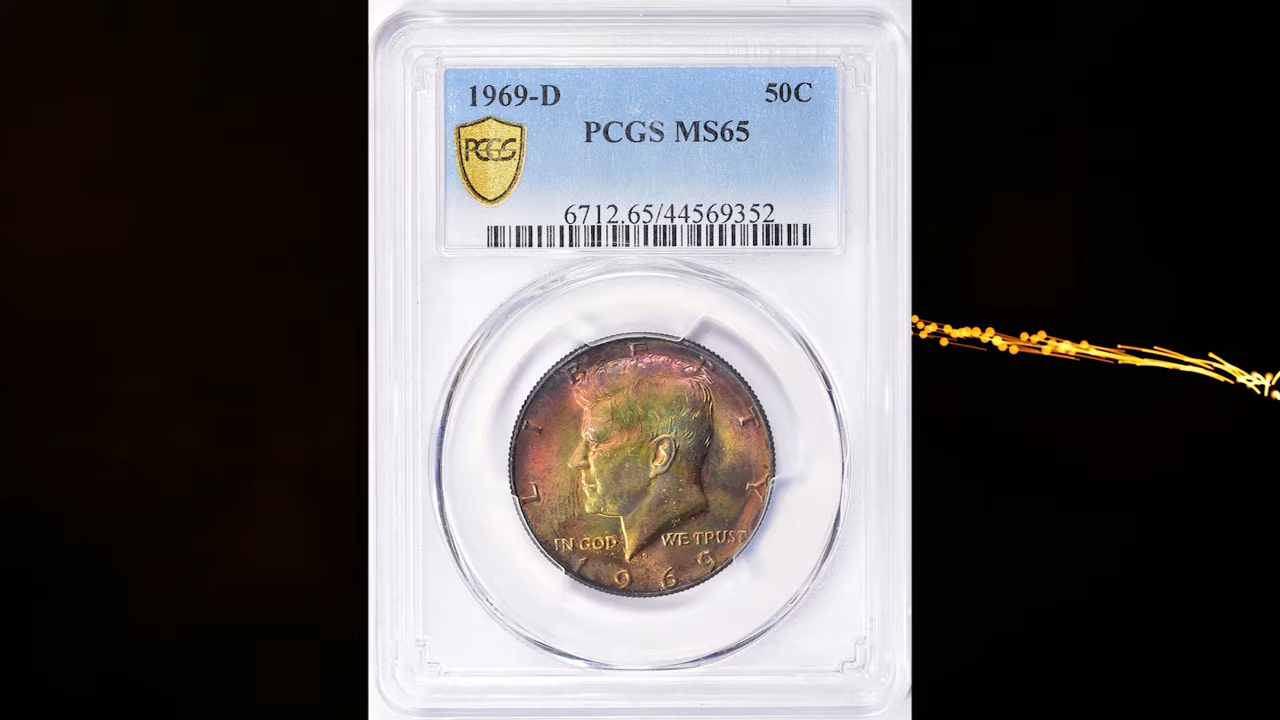 1969-D 50C
PCGS MS65
PCGS
6712.65/44569352
LIBERTY
IN GOD WE TRUST
1969